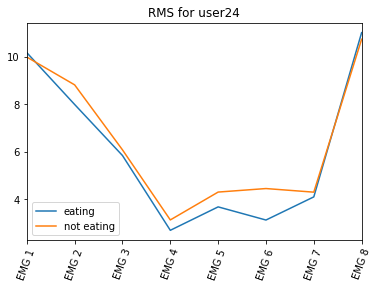 RMS for user24
10
8
6
4
eating
not eating
EMG 1
EMG 2
EMG 3
EMG 4
EMG 5
EMG 6
EMG 7
EMG 8